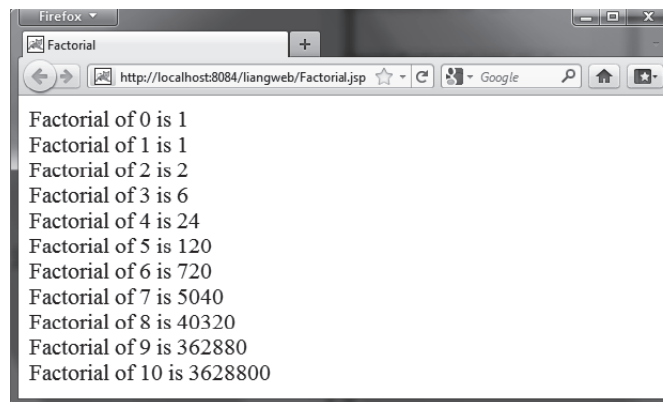 Firefox
Factorial
+
http://localhost:8084/liangweb/Factorial.jsp
Google
Factorial of 0 is 1
Factorial of 1 is 1
Factorial of 2 is 2
Factorial of 3 is 6
Factorial of 4 is 24
Factorial of 5 is 120
Factorial of 6 is 720
Factorial of 7 is 5040
Factorial of 8 is 40320
Factorial of 9 is 362880
Factorial of 10 is 3628800